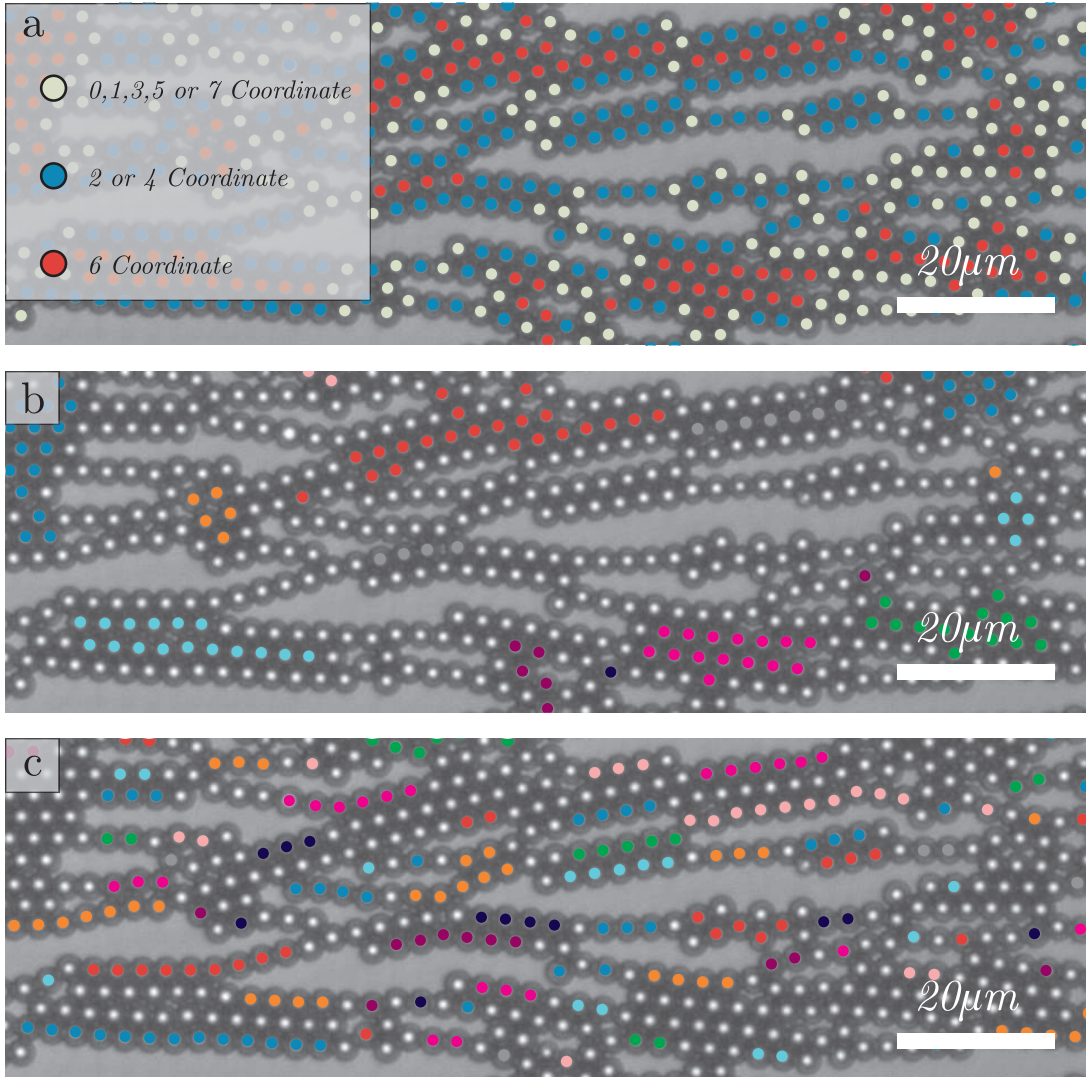 a
0,1,3,5 or 7 Coordinate
2 or 4 Coordinate
6 Coordinate
20μm
b
20μm
c
20μm